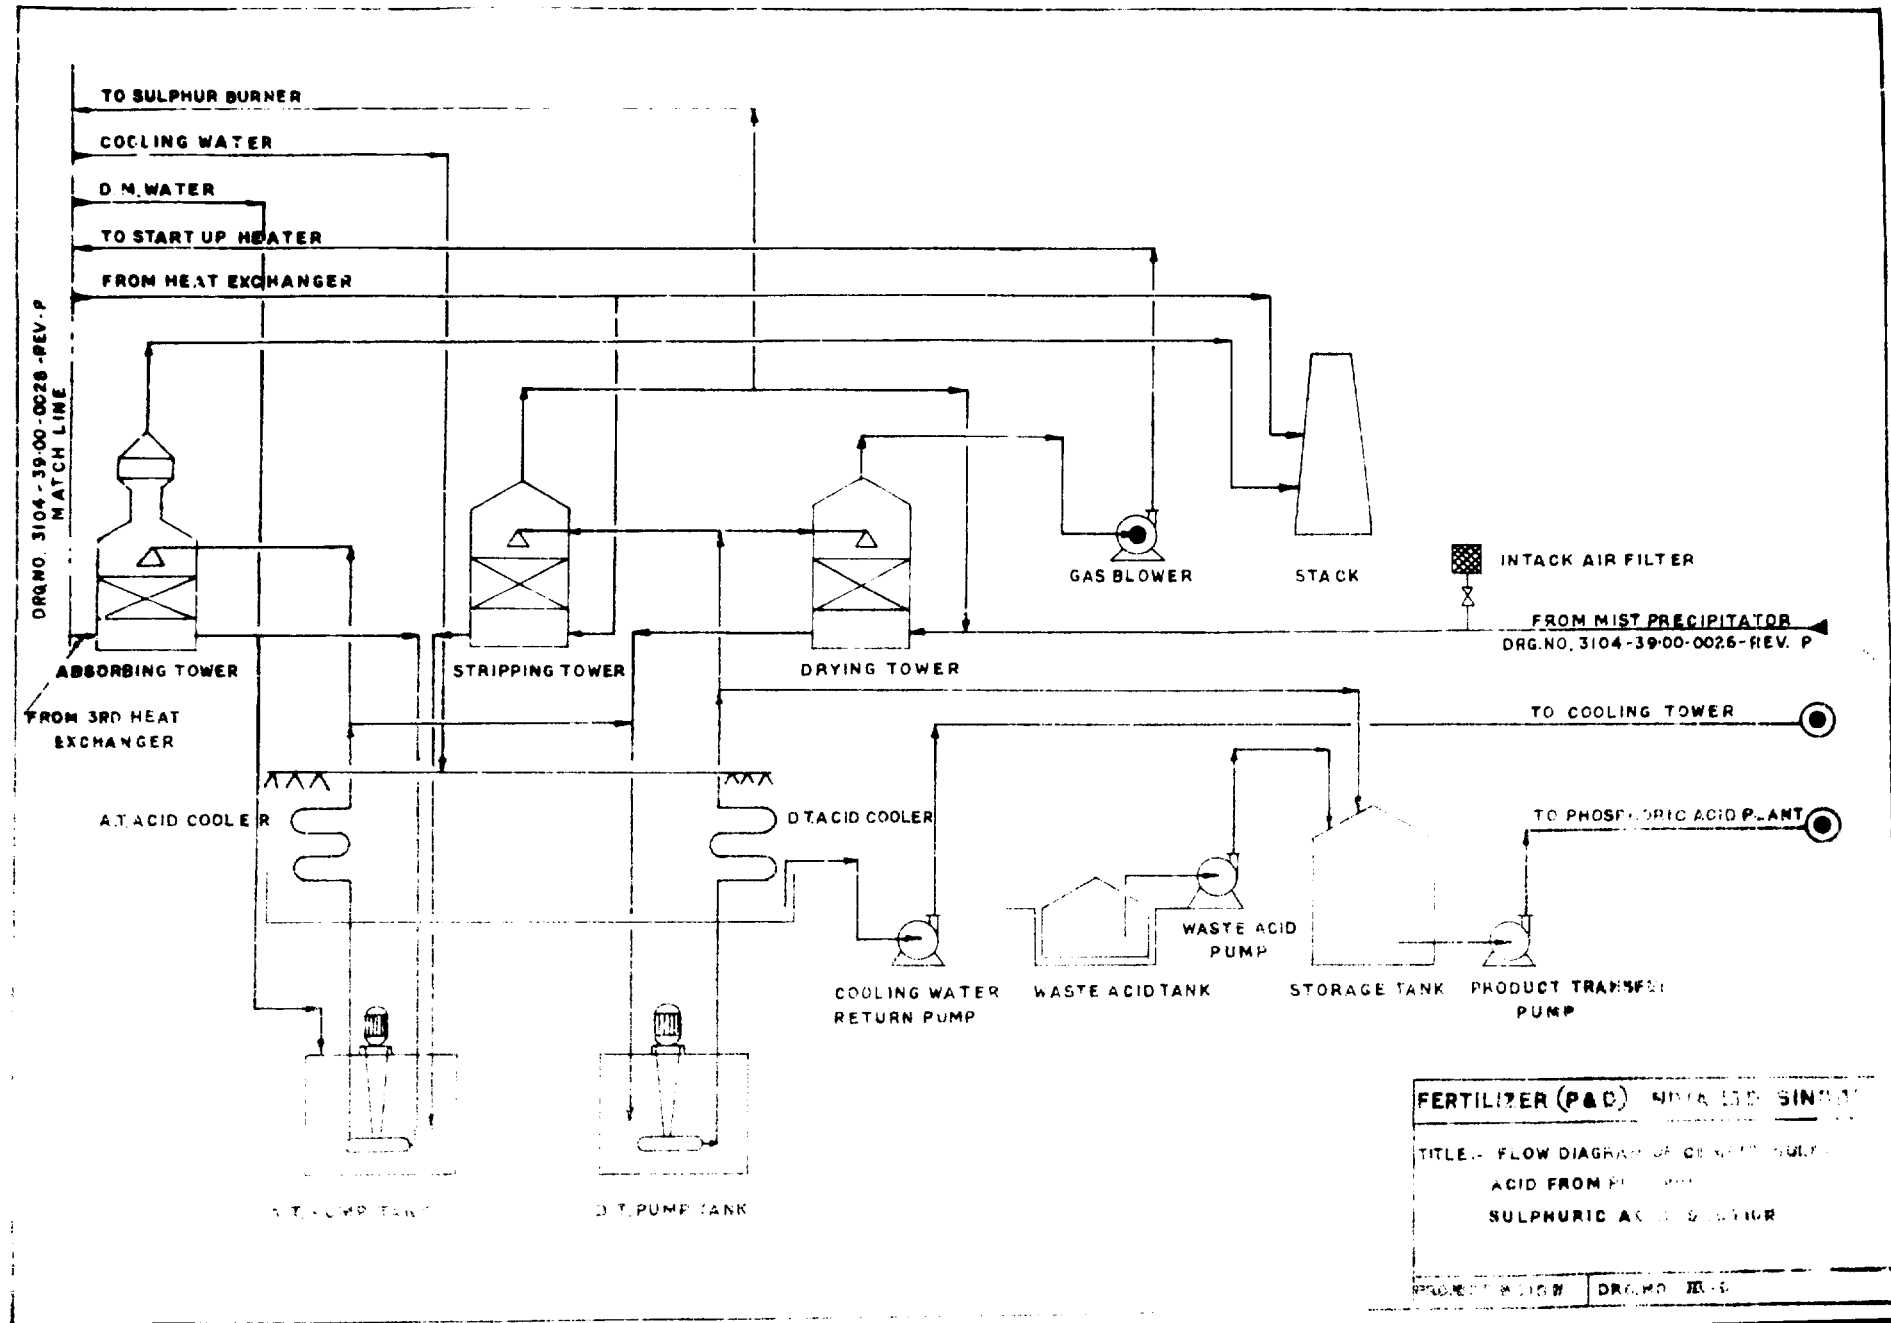 TO SULPHUR BURNER
COOLING WATER
D.M. WATER
TO START UP HEATER
FROM HEAT EXCHANGER
DRG.NO. 3104-39-00-0028-REV-P
MATCH LINE
GAS BLOWER
STACK
INTACK AIR FILTER
FROM MIST PRECIPITATOR
DRG.NO. 3104-39-00-0026-REV. P
ABSORBING TOWER
STRIPPING TOWER
DRYING TOWER
FROM 3RD HEAT
EXCHANGER
TO COOLING TOWER
A.T. ACID COOLER
D.T. ACID COOLER
TO PHOSPHORIC ACID PLANT
WASTE ACID
PUMP
COOLING WATER
RETURN PUMP
WASTE ACID TANK
STORAGE TANK
PRODUCT TRANSFER
PUMP
A.T. PUMP TANK
D.T. PUMP TANK
FERTILIZER (P&D)
TITLE:- FLOW DIAGRAM OF
ACID FROM
SULPHURIC
DRG.NO.